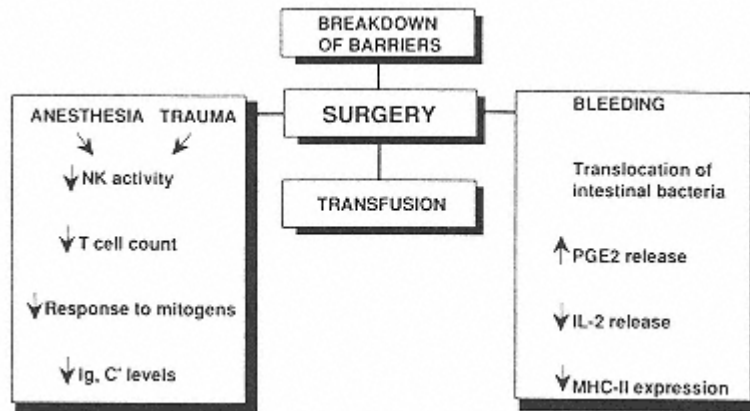 BREAKDOWN
OF BARRIERS
ANESTHESIA TRAUMA
↓ NK activity
↓ T cell count
↓ Response to mitogens
↓ Ig, C' levels
SURGERY
TRANSFUSION
BLEEDING
Translocation of
intestinal bacteria
↑ PGE2 release
↓ IL-2 release
↓ MHC-II expression